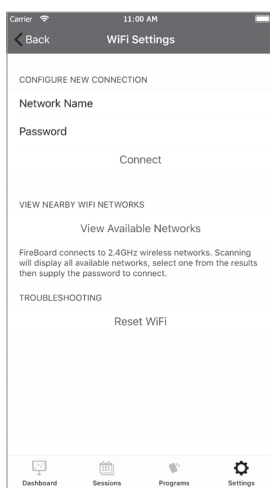 Carrier 11:00 AM
Back WiFi Settings
CONFIGURE NEW CONNECTION
Network Name
Password
Connect
VIEW NEARBY WIFI NETWORKS
View Available Networks
FireBoard connects to 2.4GHz wireless networks. Scanning
will display all available networks, select one from the results
then supply the password to connect.
TROUBLESHOOTING
Reset WiFi
Dashboard Sessions Programs Settings